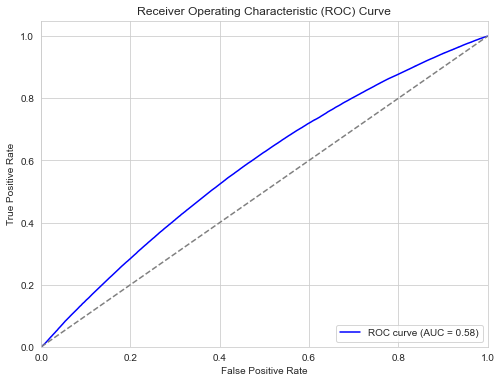 Receiver Operating Characteristic (ROC) Curve
True Positive Rate
1.0
0.8
0.6
0.4
0.2
0.0
ROC curve (AUC = 0.58)
0.0 0.2 0.4 0.6 0.8 1.0
False Positive Rate